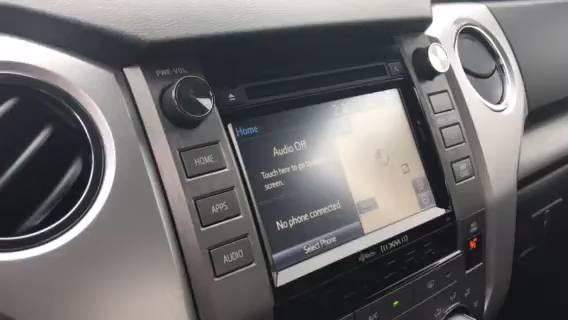 PWR·VOL
Home
Audio Off
Touch here to go to
screen.
No phone connected.
Select Phone
HOME
APPS
AUDIO
A/C